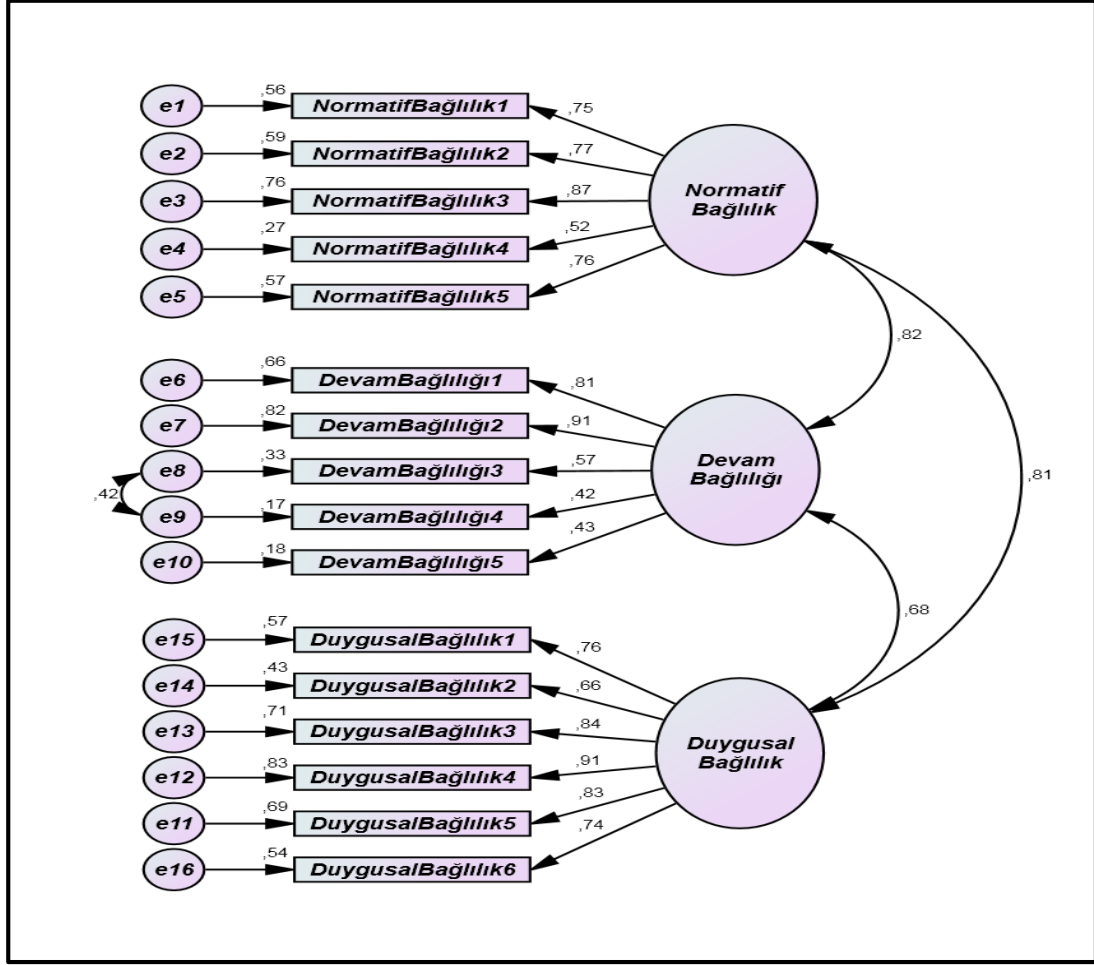 e1 ,56 NormatifBağlılık1 ,75
e2 ,59 NormatifBağlılık2 ,77
e3 ,76 NormatifBağlılık3 ,87
e4 ,27 NormatifBağlılık4 ,52
e5 ,57 NormatifBağlılık5 ,76
Normatif
Bağlılık
,82
e6 ,66 DevamBağlılığı1 ,81
e7 ,82 DevamBağlılığı2 ,91
e8 ,33 DevamBağlılığı3 ,57
,42
e9 ,17 DevamBağlılığı4 ,42
e10 ,18 DevamBağlılığı5 ,43
Devam
Bağlılığı
,81
,68
e15 ,57 DuygusalBağlılık1 ,76
e14 ,43 DuygusalBağlılık2 ,66
e13 ,71 DuygusalBağlılık3 ,84
e12 ,83 DuygusalBağlılık4 ,91
e11 ,69 DuygusalBağlılık5 ,83
e16 ,54 DuygusalBağlılık6 ,74
Duygusal
Bağlılık